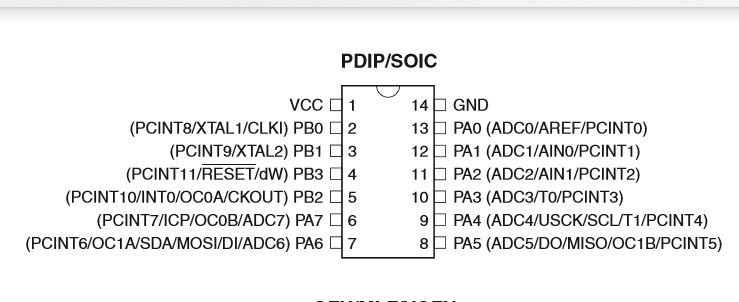 PDIP/SOIC
VCC 1 14 GND
(PCINT8/XTAL1/CLKI) PB0 2 13 PA0 (ADC0/AREF/PCINT0)
(PCINT9/XTAL2) PB1 3 12 PA1 (ADC1/AIN0/PCINT1)
(PCINT11/RESET/dW) PB3 4 11 PA2 (ADC2/AIN1/PCINT2)
(PCINT10/INT0/OC0A/CKOUT) PB2 5 10 PA3 (ADC3/T0/PCINT3)
(PCINT7/ICP/OC0B/ADC7) PA7 6 9 PA4 (ADC4/USCK/SCL/T1/PCINT4)
(PCINT6/OC1A/SDA/MOSI/DI/ADC6) PA6 7 8 PA5 (ADC5/DO/MISO/OC1B/PCINT5)